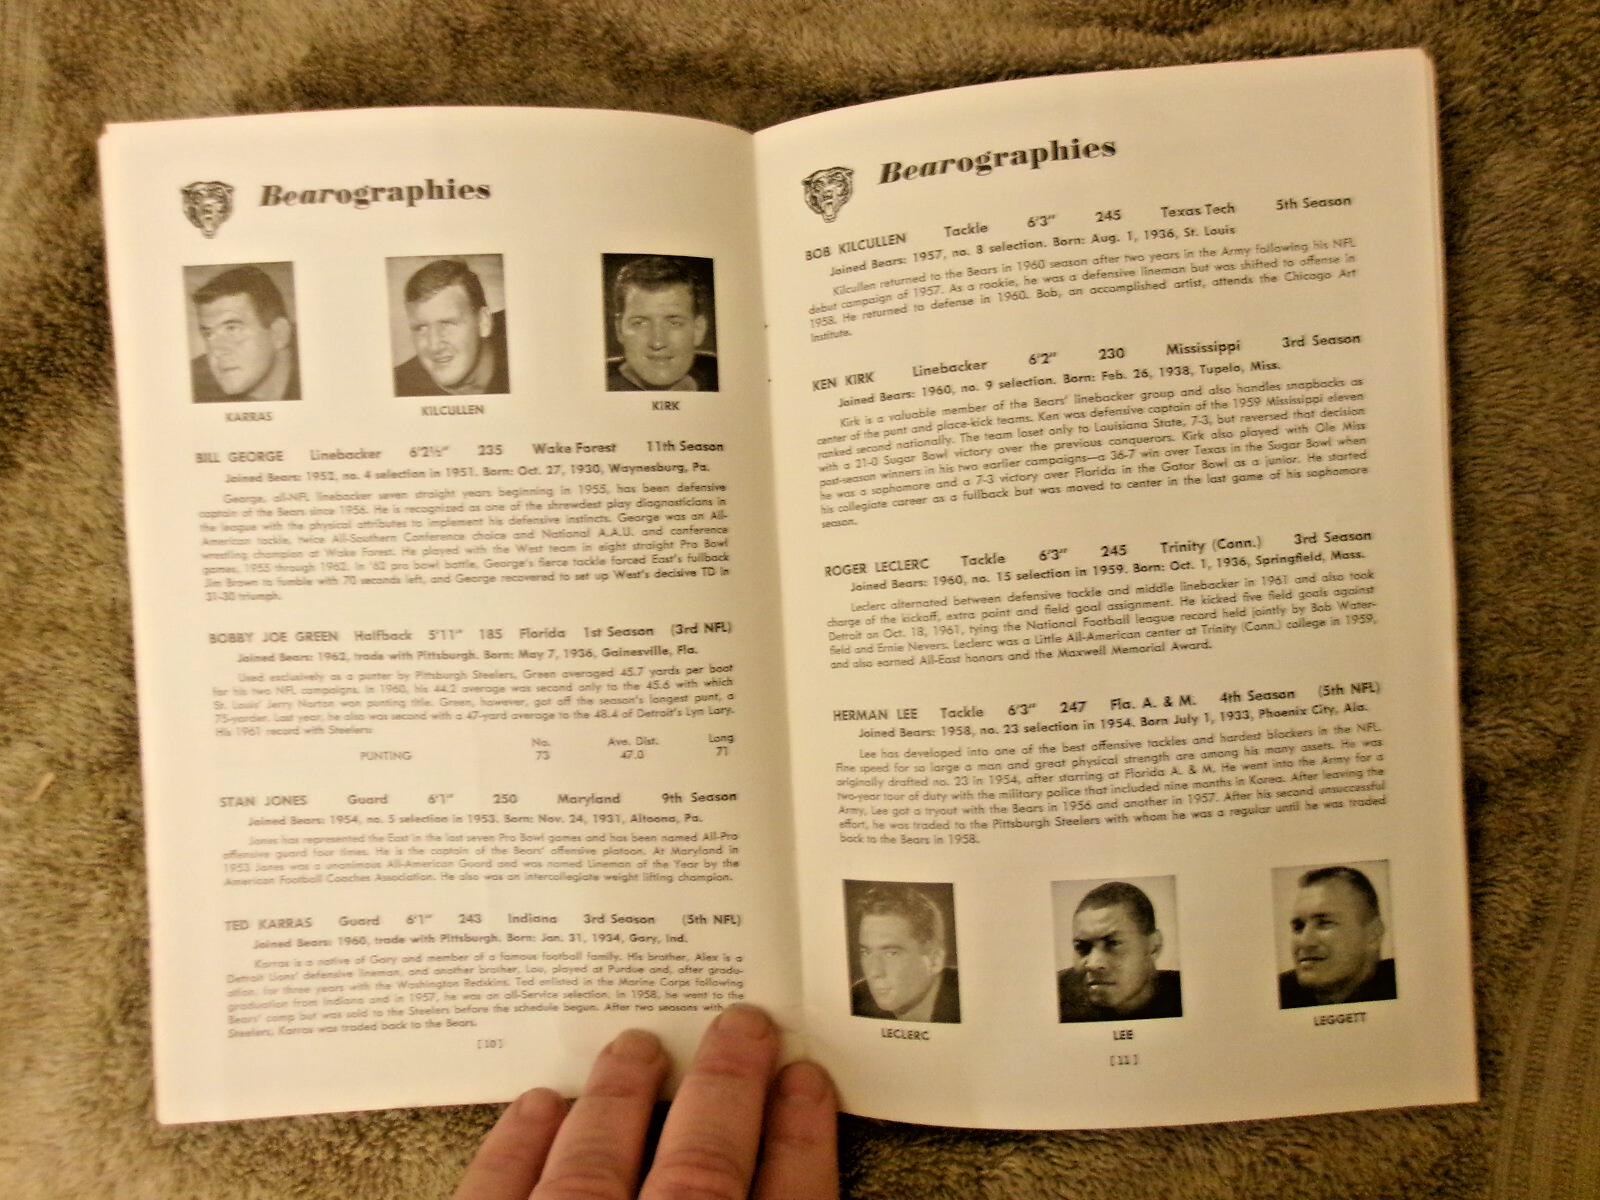 Bearographies
KARRAS
KILCULLEN
KIRK
BILL GEORGE Linebacker 6'2½" 235 Wake Forest 11th Season
Joined Bears: 1952, no. 4 selection in 1951. Born: Oct. 27, 1930, Waynesburg, Pa.
George, all-NFL linebacker seven straight years beginning in 1955, has been defensive
captain of the Bears since 1956. He is recognized as one of the shrewdest play diagnosticians in
the league with the physical attributes to implement his defensive instincts. George was an All-
American tackle, twice All-Southern Conference choice and National A.A.U. and conference
wrestling champion at Wake Forest. He played with the West team in eight straight Pro Bowl
games, 1955 through 1962. In '62 pro bowl battle, George's fierce tackle forced East's fullback
Jim Brown to fumble with 70 seconds left, and George recovered to set up West's decisive TD in
31-30 triumph.
BOBBY JOE GREEN Halfback 5'11" 185 Florida 1st Season (3rd NFL)
Joined Bears: 1962, trade with Pittsburgh. Born: May 7, 1936, Gainesville, Fla.
Used exclusively as a punter by Pittsburgh Steelers, Green averaged 45.7 yards per boot
for his two NFL campaigns. In 1960, his 44.2 average was second only to the 45.6 with which
St. Louis' Jerry Norton won punting title. Green, however, got off the season's longest punt, a
75-yarder. Last year, he also was second with a 47-yard average to the 48.4 of Detroit's Lyn Lary.
His 1961 record with Steelers:
No. Ave. Dist. Long
PUNTING 73 47.0 71
STAN JONES Guard 6'1" 250 Maryland 9th Season
Joined Bears: 1954, no. 5 selection in 1953. Born: Nov. 24, 1931, Altoona, Pa.
Jones has represented the East in the last seven Pro Bowl games and has been named All-Pro
offensive guard four times. He is the captain of the Bears' offensive platoon. At Maryland in
1953 Jones was a unanimous All-American Guard and was named Lineman of the Year by the
American Football Coaches Association. He also was an intercollegiate weight lifting champion.
TED KARRAS Guard 6'1" 243 Indiana 3rd Season (5th NFL)
Joined Bears: 1960, trade with Pittsburgh. Born: Jan. 31, 1934, Gary, Ind.
Karras is a native of Gary and member of a famous football family. His brother, Alex is a
Detroit Lions' defensive lineman, and another brother, Lou, played at Purdue and, after gradu-
ation, for three years with the Washington Redskins. Ted enlisted in the Marine Corps following
graduation from Indiana and in 1957, he was an all-Service selection. In 1958, he went to the
Bears' camp but was sold to the Steelers before the schedule begun. After two seasons with
Steelers, Karras was traded back to the Bears.
[10]
Bearographies
BOB KILCULLEN Tackle 6'3" 245 Texas Tech 5th Season
Joined Bears: 1957, no. 8 selection. Born: Aug. 1, 1936, St. Louis
Kilcullen returned to the Bears in 1960 season after two years in the Army following his NFL
debut campaign of 1957. As a rookie, he was a defensive lineman but was shifted to offense in
1958. He returned to defense in 1960. Bob, an accomplished artist, attends the Chicago Art
Institute.
KEN KIRK Linebacker 6'2" 230 Mississippi 3rd Season
Joined Bears: 1960, no. 9 selection. Born: Feb. 26, 1938, Tupelo, Miss.
Kirk is a valuable member of the Bears' linebacker group and also handles snapbacks as
center of the punt and place-kick teams. Ken was defensive captain of the 1959 Mississippi eleven
ranked second nationally. The team loset only to Louisiana State, 7-3, but reversed that decision
with a 21-0 Sugar Bowl victory over the previous conquerors. Kirk also played with Ole Miss
post-season winners in his two earlier campaigns—a 36-7 win over Texas in the Sugar Bowl when
he was a sophomore and a 7-3 victory over Florida in the Gator Bowl as a junior. He started
his collegiate career as a fullback but was moved to center in the last game of his sophomore
season.
ROGER LECLERC Tackle 6'3" 245 Trinity (Conn.) 3rd Season
Joined Bears: 1960, no. 15 selection in 1959. Born: Oct. 1, 1936, Springfield, Mass.
Leclerc alternated between defensive tackle and middle linebacker in 1961 and also took
charge of the kickoff, extra point and field goal assignment. He kicked five field goals against
Detroit on Oct. 18, 1961, tying the National Football league record held jointly by Bob Water-
field and Ernie Nevers. Leclerc was a Little All-American center at Trinity (Conn.) college in 1959,
and also earned All-East honors and the Maxwell Memorial Award.
HERMAN LEE Tackle 6'3" 247 Fla. A. & M. 4th Season (5th NFL)
Joined Bears: 1958, no. 23 selection in 1954. Born July 1, 1933, Phoenix City, Ala.
Lee has developed into one of the best offensive tackles and hardest blockers in the NFL.
Fine speed for so large a man and great physical strength are among his many assets. He was
originally drafted no. 23 in 1954, after starring at Florida A. & M. He went into the Army for a
two-year tour of duty with the military police that included nine months in Korea. After leaving the
Army, Lee got a tryout with the Bears in 1956 and another in 1957. After his second unsuccessful
effort, he was traded to the Pittsburgh Steelers with whom he was a regular until he was traded
back to the Bears in 1958.
LECLERC
LEE
LEGGETT
[11]